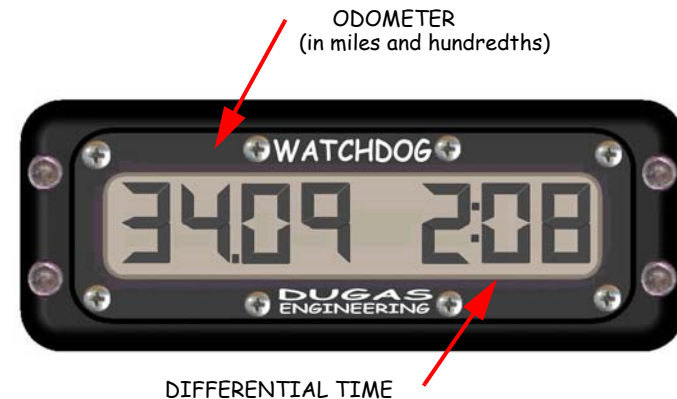 ODOMETER
(in miles and hundredths)
WATCHDOG
34.09 2:08
DUGAS
ENGINEERING
DIFFERENTIAL TIME